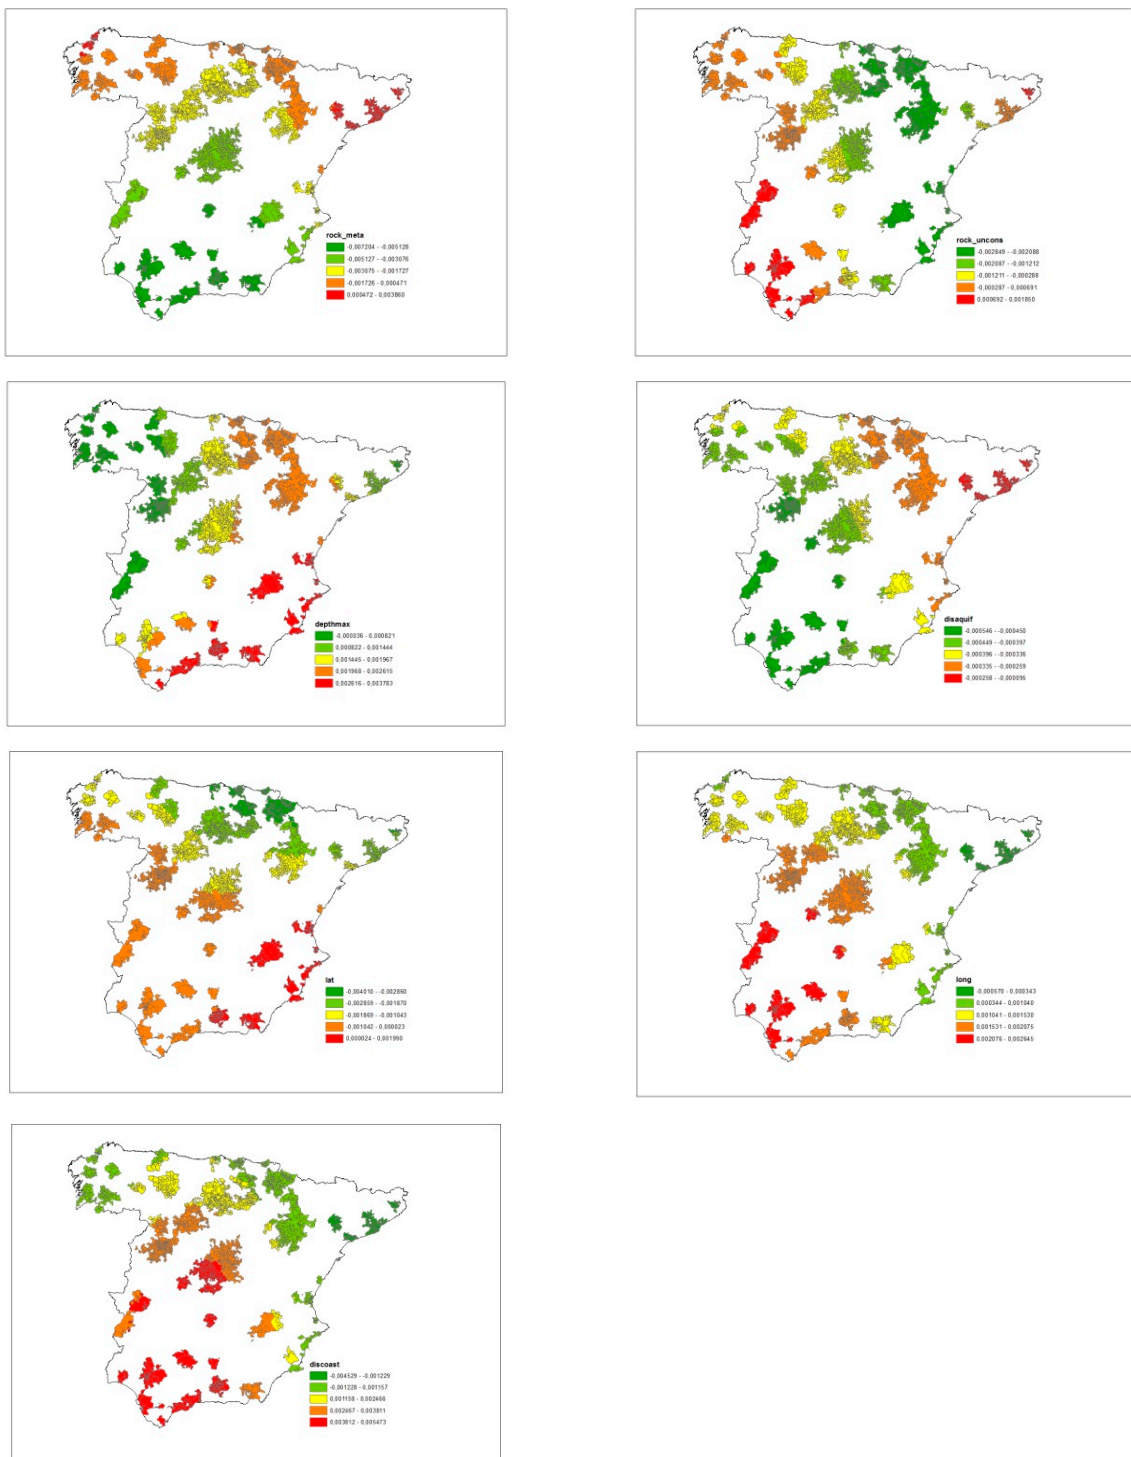 rock_meta
-0,007204 - -0,005128
-0,005127 - -0,003076
-0,003075 - -0,001727
-0,001726 - 0,000471
0,000472 - 0,003860
rock_uncons
-0,002849 - -0,002088
-0,002087 - -0,001212
-0,001211 - -0,000288
-0,000287 - 0,000691
0,000692 - 0,001850
depthmax
-0,000036 - 0,000821
0,000822 - 0,001444
0,001445 - 0,001967
0,001968 - 0,002615
0,002616 - 0,003783
disaquif
-0,000546 - -0,000450
-0,000449 - -0,000397
-0,000396 - -0,000336
-0,000335 - -0,000259
-0,000258 - -0,000095
lat
-0,004010 - -0,002860
-0,002859 - -0,001870
-0,001869 - -0,001043
-0,001042 - 0,000023
0,000024 - 0,001990
long
-0,000570 - 0,000343
0,000344 - 0,001040
0,001041 - 0,001530
0,001531 - 0,002075
0,002076 - 0,002645
discoast
-0,004529 - -0,001229
-0,001228 - 0,001157
0,001158 - 0,002466
0,002467 - 0,003811
0,003812 - 0,005473